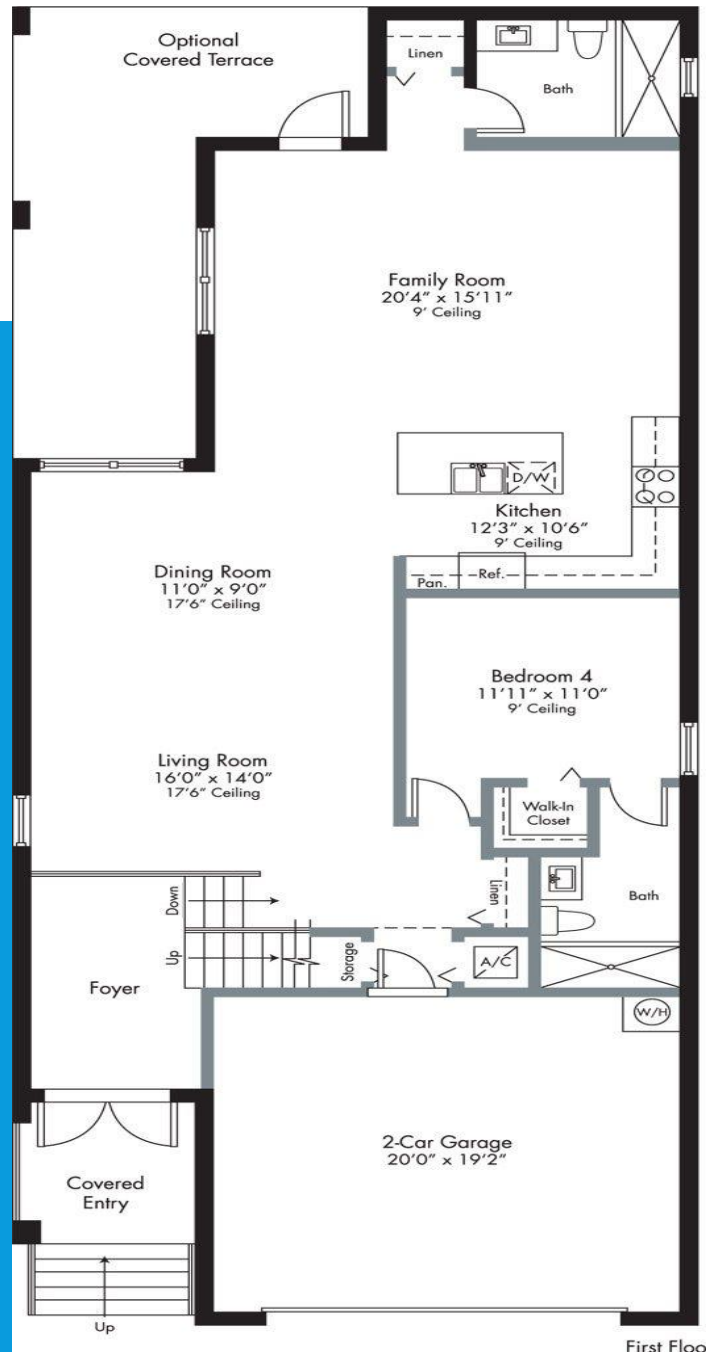 Optional
Covered Terrace
Linen
Bath
Family Room
20'4" x 15'11"
9' Ceiling
D/W
Kitchen
12'3" x 10'6"
9' Ceiling
Pan.
Ref.
Dining Room
11'0" x 9'0"
17'6" Ceiling
Bedroom 4
11'11" x 11'0"
9' Ceiling
Living Room
16'0" x 14'0"
17'6" Ceiling
Walk-In
Closet
Down
Linen
Bath
Up
Storage
A/C
Foyer
W/H
2-Car Garage
20'0" x 19'2"
Covered
Entry
Up
First Floo